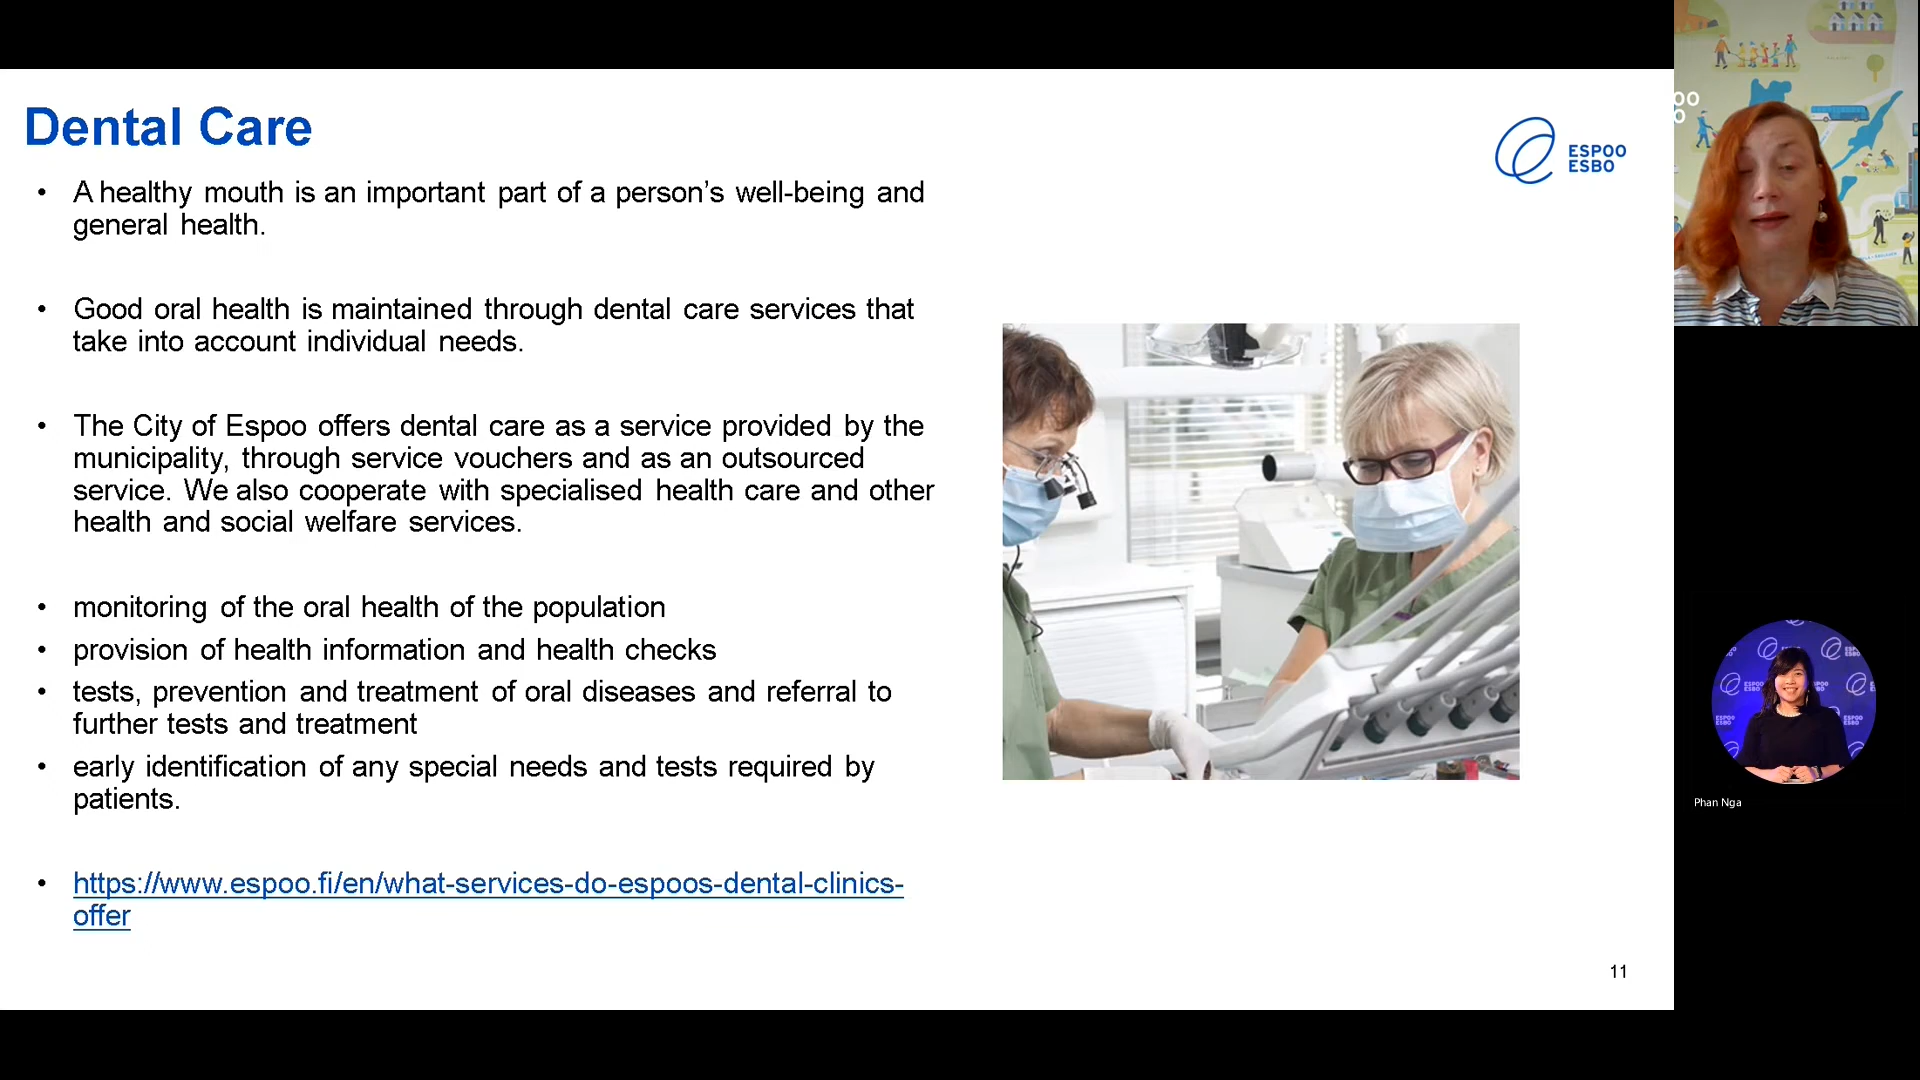 Dental Care
ESPOO
ESBO
• A healthy mouth is an important part of a person’s well-being and
general health.
• Good oral health is maintained through dental care services that
take into account individual needs.
• The City of Espoo offers dental care as a service provided by the
municipality, through service vouchers and as an outsourced
service. We also cooperate with specialised health care and other
health and social welfare services.
• monitoring of the oral health of the population
• provision of health information and health checks
• tests, prevention and treatment of oral diseases and referral to
further tests and treatment
• early identification of any special needs and tests required by
patients.
• https://www.espoo.fi/en/what-services-do-espoos-dental-clinics-
offer
11
OO
O
ESPOO
ESBO
Phan Nga